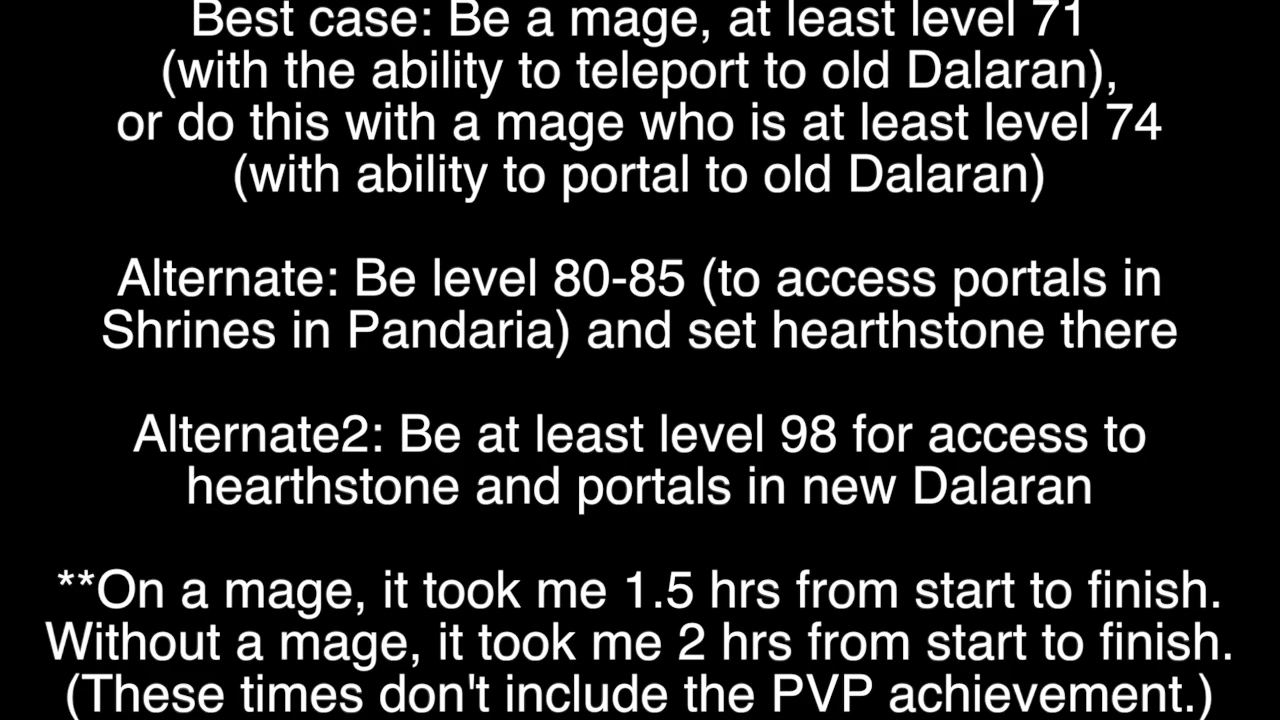 Best case: Be a mage, at least level 71
(with the ability to teleport to old Dalaran),
or do this with a mage who is at least level 74
(with ability to portal to old Dalaran)
Alternate: Be level 80-85 (to access portals in
Shrines in Pandaria) and set hearthstone there
Alternate2: Be at least level 98 for access to
hearthstone and portals in new Dalaran
**On a mage, it took me 1.5 hrs from start to finish.
Without a mage, it took me 2 hrs from start to finish.
(These times don't include the PVP achievement.)